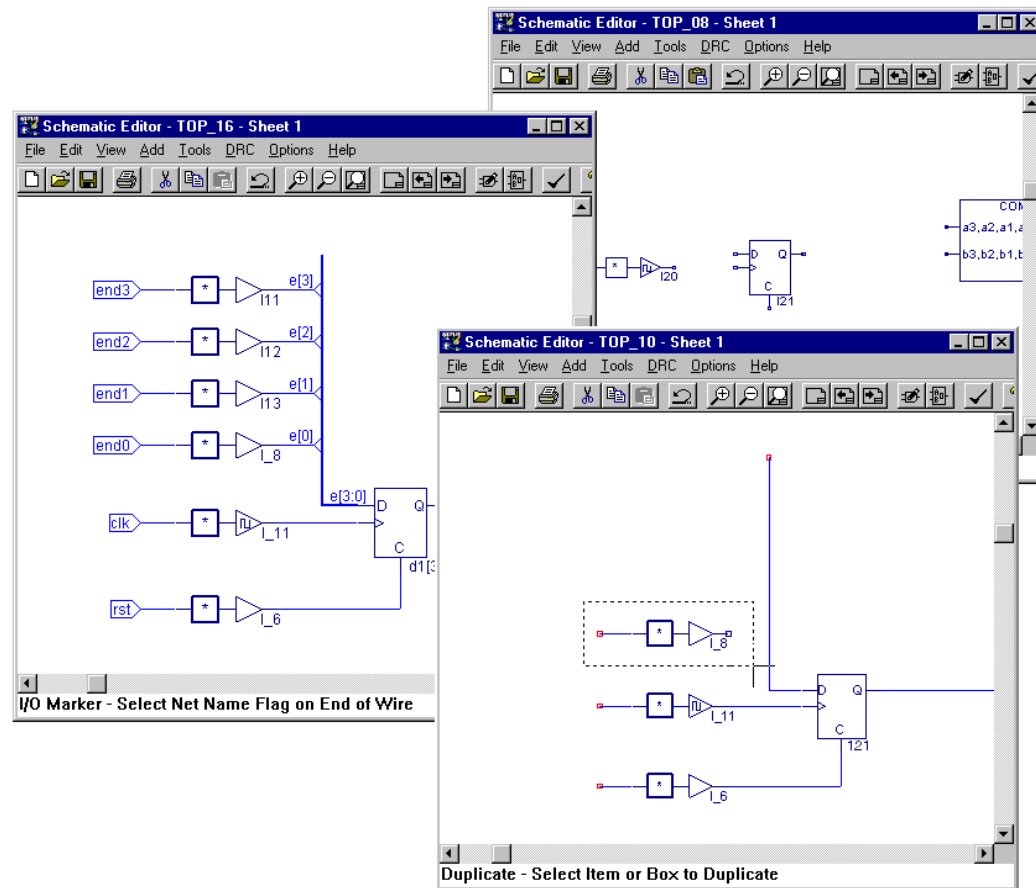 Schematic Editor - TOP_08 - Sheet 1
File Edit View Add Tools DRC Options Help
COM
a3,a2,a1,a
b3,b2,b1,b
*
I20
D Q
C
I21
Schematic Editor - TOP_16 - Sheet 1
File Edit View Add Tools DRC Options Help
end3 * I11 e[3]
end2 * I12 e[2]
end1 * I13 e[1]
end0 * I_8 e[0]
e[3:0]
D Q
clk * I_11
C
d1[3
rst * I_6
I/O Marker - Select Net Name Flag on End of Wire
Schematic Editor - TOP_10 - Sheet 1
File Edit View Add Tools DRC Options Help
* I_8
D Q
* I_11
C
121
* I_6
Duplicate - Select Item or Box to Duplicate